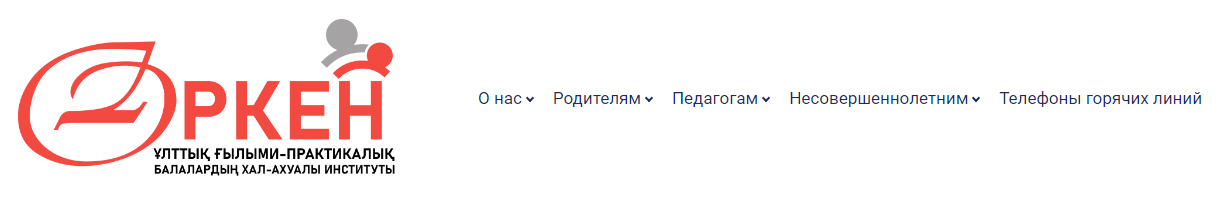 ӨРКЕН
ҰЛТТЫҚ ҒЫЛЫМИ-ПРАКТИКАЛЫҚ
БАЛАЛАРДЫҢ ХАЛ-АХУАЛЫ ИНСТИТУТЫ
О нас Родителям Педагогам Несовершеннолетним Телефоны горячих линий